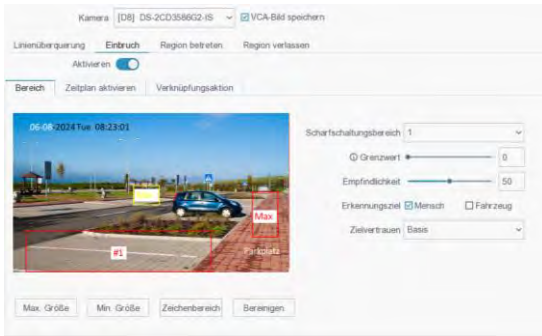 Kamera [D8] DS-2CD3586G2-IS VCA-Bild speichern
Linienüberquerung Einbruch Region betreten Region verlassen
Aktivieren
Bereich Zeitplan aktivieren Verknüpfungsaktion
06-08-2024 Tue 08:23:01
Max
#1
Parkplatz
Scharfschaltungsbereich 1
Grenzwert 0
Empfindlichkeit 50
Erkennungsziel Mensch Fahrzeug
Zielvertrauen Basis
Max. Größe Min. Größe Zeichenbereich Bereinigen